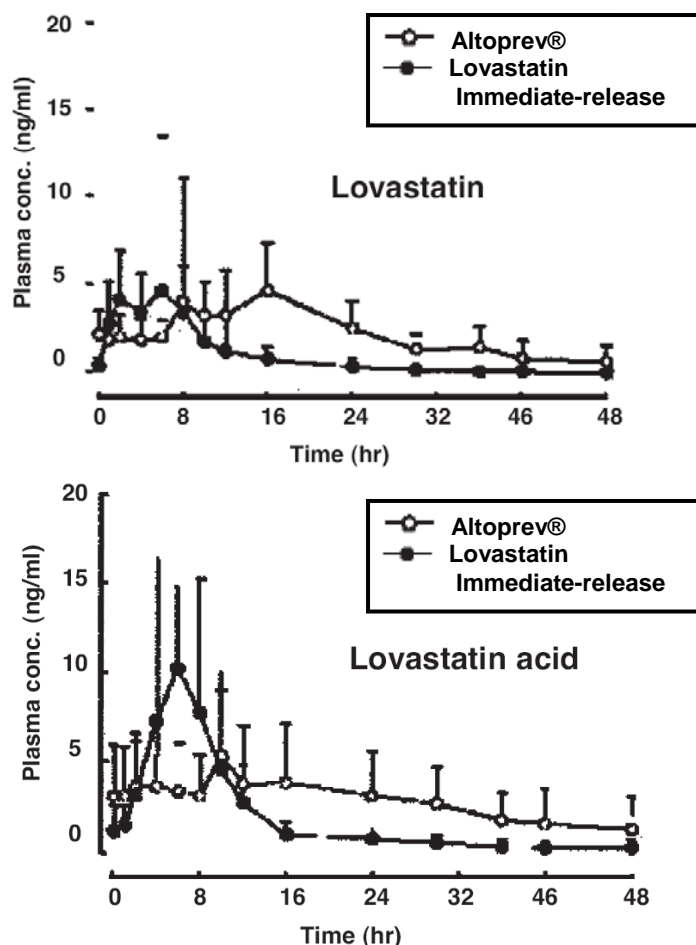 20
15
10
5
0
Plasma conc. (ng/ml)
Altoprev®
Lovastatin
Immediate-release
Lovastatin
0 8 16 24 32 46 48
Time (hr)
20
15
10
5
0
Plasma conc. (ng/ml)
Altoprev®
Lovastatin
Immediate-release
Lovastatin acid
0 8 16 24 32 46 48
Time (hr)